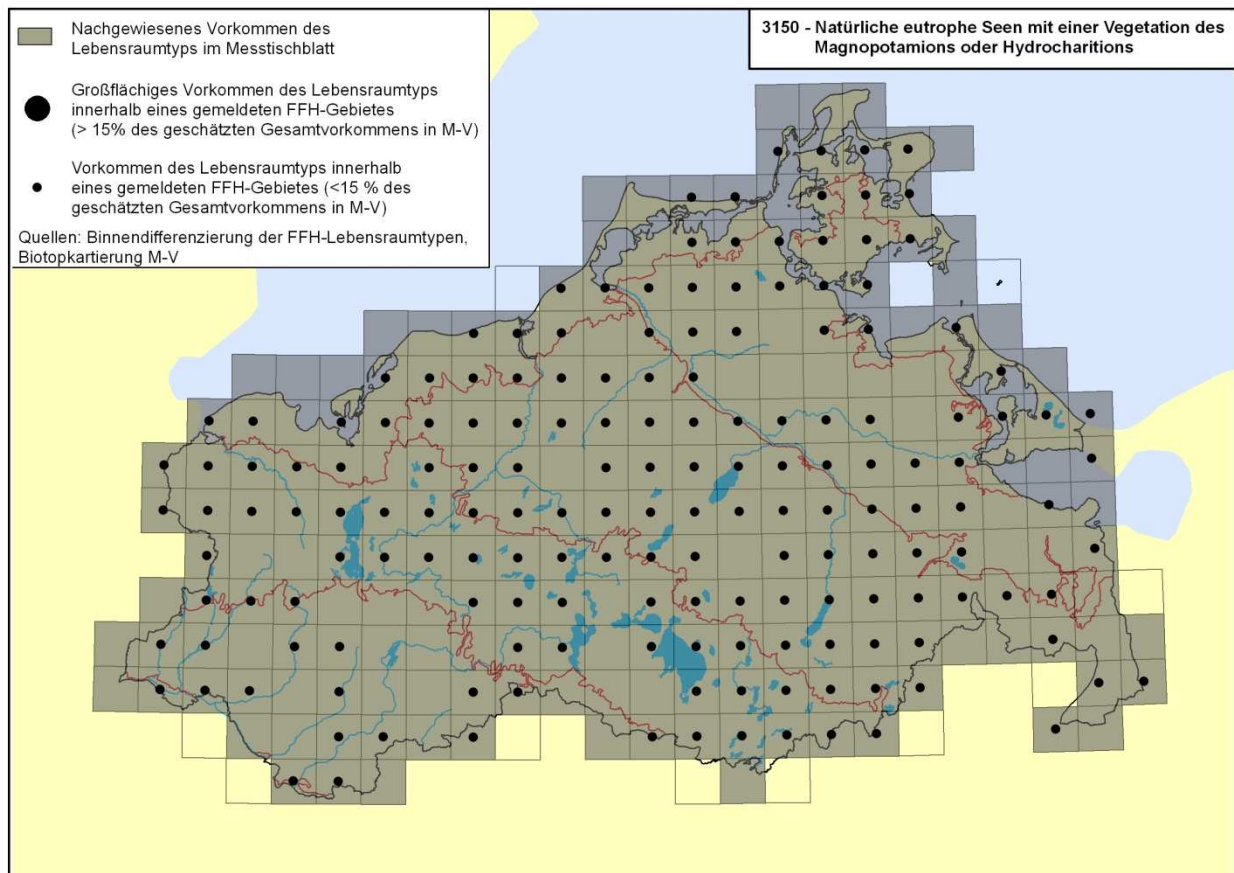 Nachgewiesenes Vorkommen des
Lebensraumtyps im Messtischblatt
Großflächiges Vorkommen des Lebensraumtyps
innerhalb eines gemeldeten FFH-Gebietes
(> 15% des geschätzten Gesamtvorkommens in M-V)
Vorkommen des Lebensraumtyps innerhalb
eines gemeldeten FFH-Gebietes (<15 % des
geschätzten Gesamtvorkommens in M-V)
Quellen: Binnendifferenzierung der FFH-Lebensraumtypen,
Biotopkartierung M-V
3150 - Natürliche eutrophe Seen mit einer Vegetation des
Magnopotamions oder Hydrocharitions